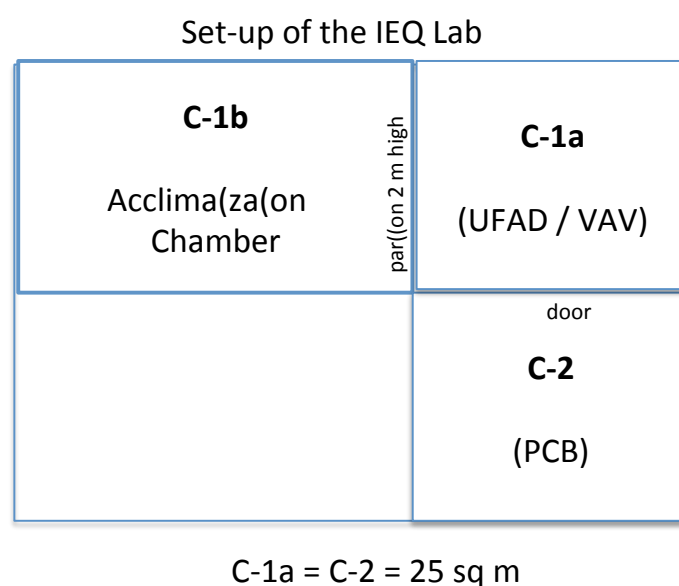 Set-up of the IEQ Lab
C-1b
Acclima(za(on
Chamber
par((on 2 m high
C-1a
(UFAD / VAV)
door
C-2
(PCB)
C-1a = C-2 = 25 sq m